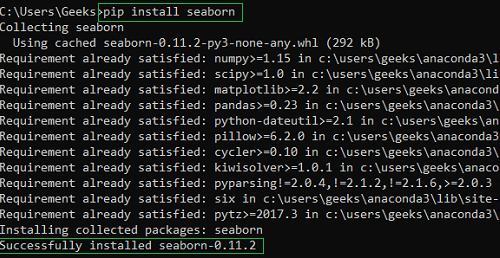 C:\Users\Geeks>pip install seaborn
Collecting seaborn
  Using cached seaborn-0.11.2-py3-none-any.whl (292 kB)
Requirement already satisfied: numpy>=1.15 in c:\users\geeks\anaconda3\l
Requirement already satisfied: scipy>=1.0 in c:\users\geeks\anaconda3\li
Requirement already satisfied: matplotlib>=2.2 in c:\users\geeks\anacond
Requirement already satisfied: pandas>=0.23 in c:\users\geeks\anaconda3\
Requirement already satisfied: python-dateutil>=2.1 in c:\users\geeks\an
Requirement already satisfied: pillow>=6.2.0 in c:\users\geeks\anaconda3
Requirement already satisfied: cycler>=0.10 in c:\users\geeks\anaconda3\
Requirement already satisfied: kiwisolver>=1.0.1 in c:\users\geeks\anaco
Requirement already satisfied: pyparsing!=2.0.4,!=2.1.2,!=2.1.6,>=2.0.3
Requirement already satisfied: six in c:\users\geeks\anaconda3\lib\site-
Requirement already satisfied: pytz>=2017.3 in c:\users\geeks\anaconda3\
Installing collected packages: seaborn
Successfully installed seaborn-0.11.2